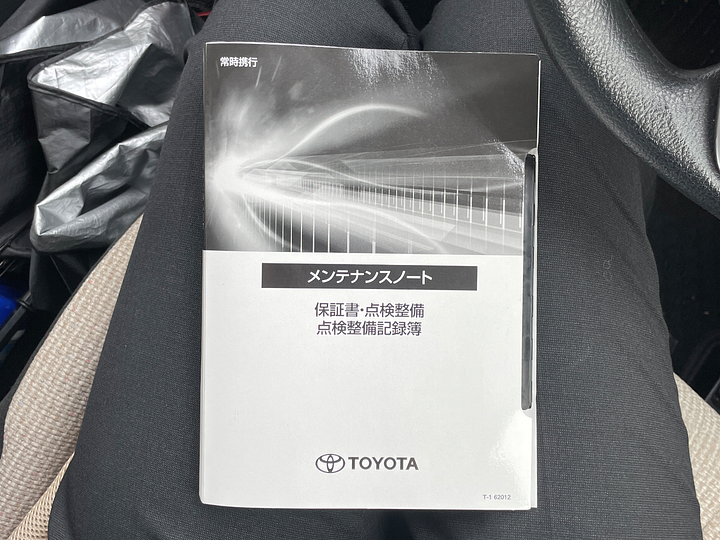 常時携行
メンテナンスノート
保証書・点検整備
点検整備記録簿
TOYOTA
T-1 62012